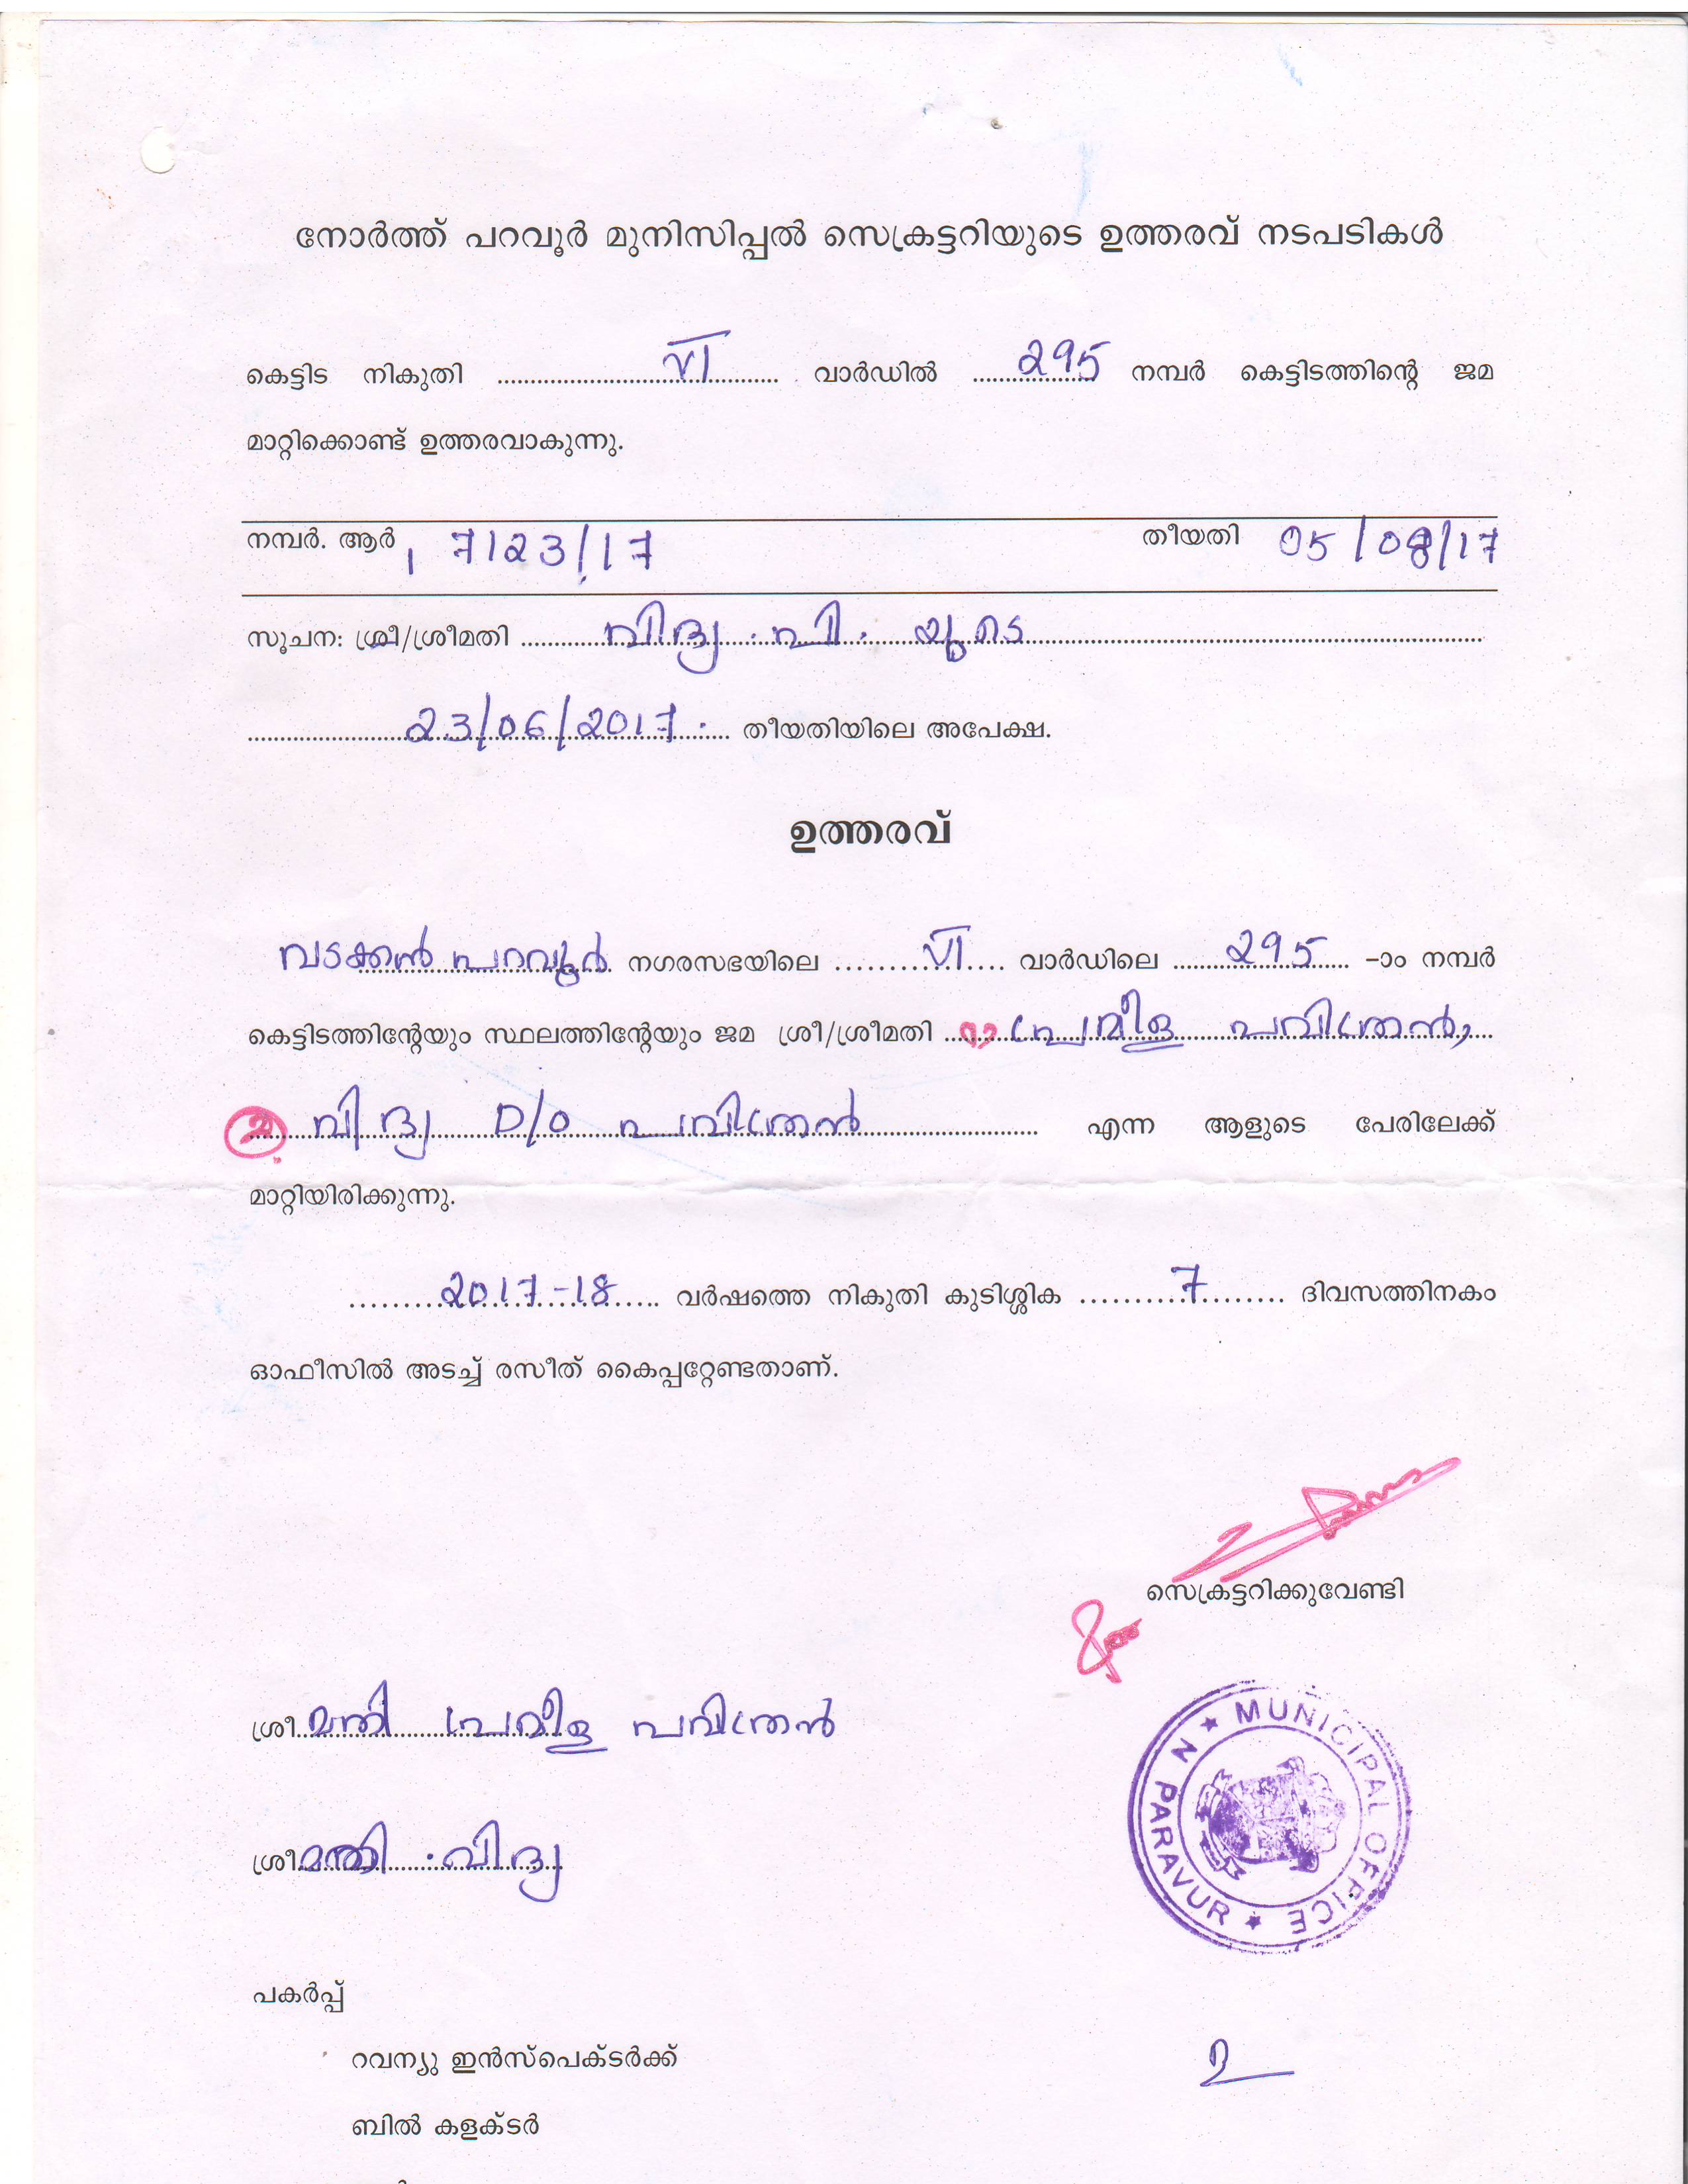 നോർത്ത് പറവൂർ മുനിസിപ്പൽ സെക്രട്ടറിയുടെ ഉത്തരവ് നടപടികൾ
കെട്ടിട നികുതി VI വാർഡിൽ 295 നമ്പർ കെട്ടിടത്തിന്റെ ജമ
മാറ്റിക്കൊണ്ട് ഉത്തരവാകുന്നു.
നമ്പർ. ആർ 1 7123/17 തീയതി 05/08/17
സൂചന: ശ്രീ/ശ്രീമതി വിദ്യ . പി . യുടെ
23/06/2017 . തീയതിയിലെ അപേക്ഷ.
ഉത്തരവ്
വടക്കൻ പറവൂർ നഗരസഭയിലെ VI വാർഡിലെ 295 -ാം നമ്പർ
കെട്ടിടത്തിന്റേയും സ്ഥലത്തിന്റേയും ജമ ശ്രീ/ശ്രീമതി പ്രേമീള പവിത്രൻ,
2 വിദ്യ D/O പവിത്രൻ എന്ന ആളുടെ പേരിലേക്ക്
മാറ്റിയിരിക്കുന്നു.
2017-18 വർഷത്തെ നികുതി കുടിശ്ശിക 7 ദിവസത്തിനകം
ഓഫീസിൽ അടച്ച് രസീത് കൈപ്പറ്റേണ്ടതാണ്.
സെക്രട്ടറിക്കുവേണ്ടി
ശ്രീമതി പ്രേമീള പവിത്രൻ
ശ്രീമതി . വിദ്യ
N PARAVUR ★ MUNICIPAL OFFICE ★
പകർപ്പ്
റവന്യു ഇൻസ്പെക്ടർക്ക്
ബിൽ കളക്ടർ